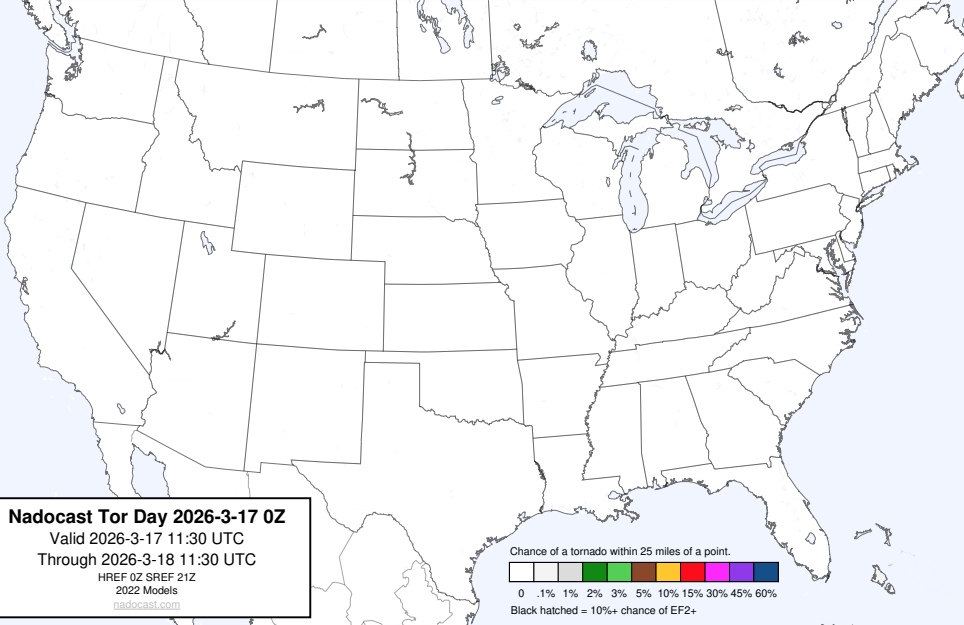 Nadocast Tor Day 2026-3-17 0Z
Valid 2026-3-17 11:30 UTC
Through 2026-3-18 11:30 UTC
HREF 0Z SREF 21Z
2022 Models
nadocast.com
Chance of a tornado within 25 miles of a point.
0 .1% 1% 2% 3% 5% 10% 15% 30% 45% 60%
Black hatched = 10%+ chance of EF2+